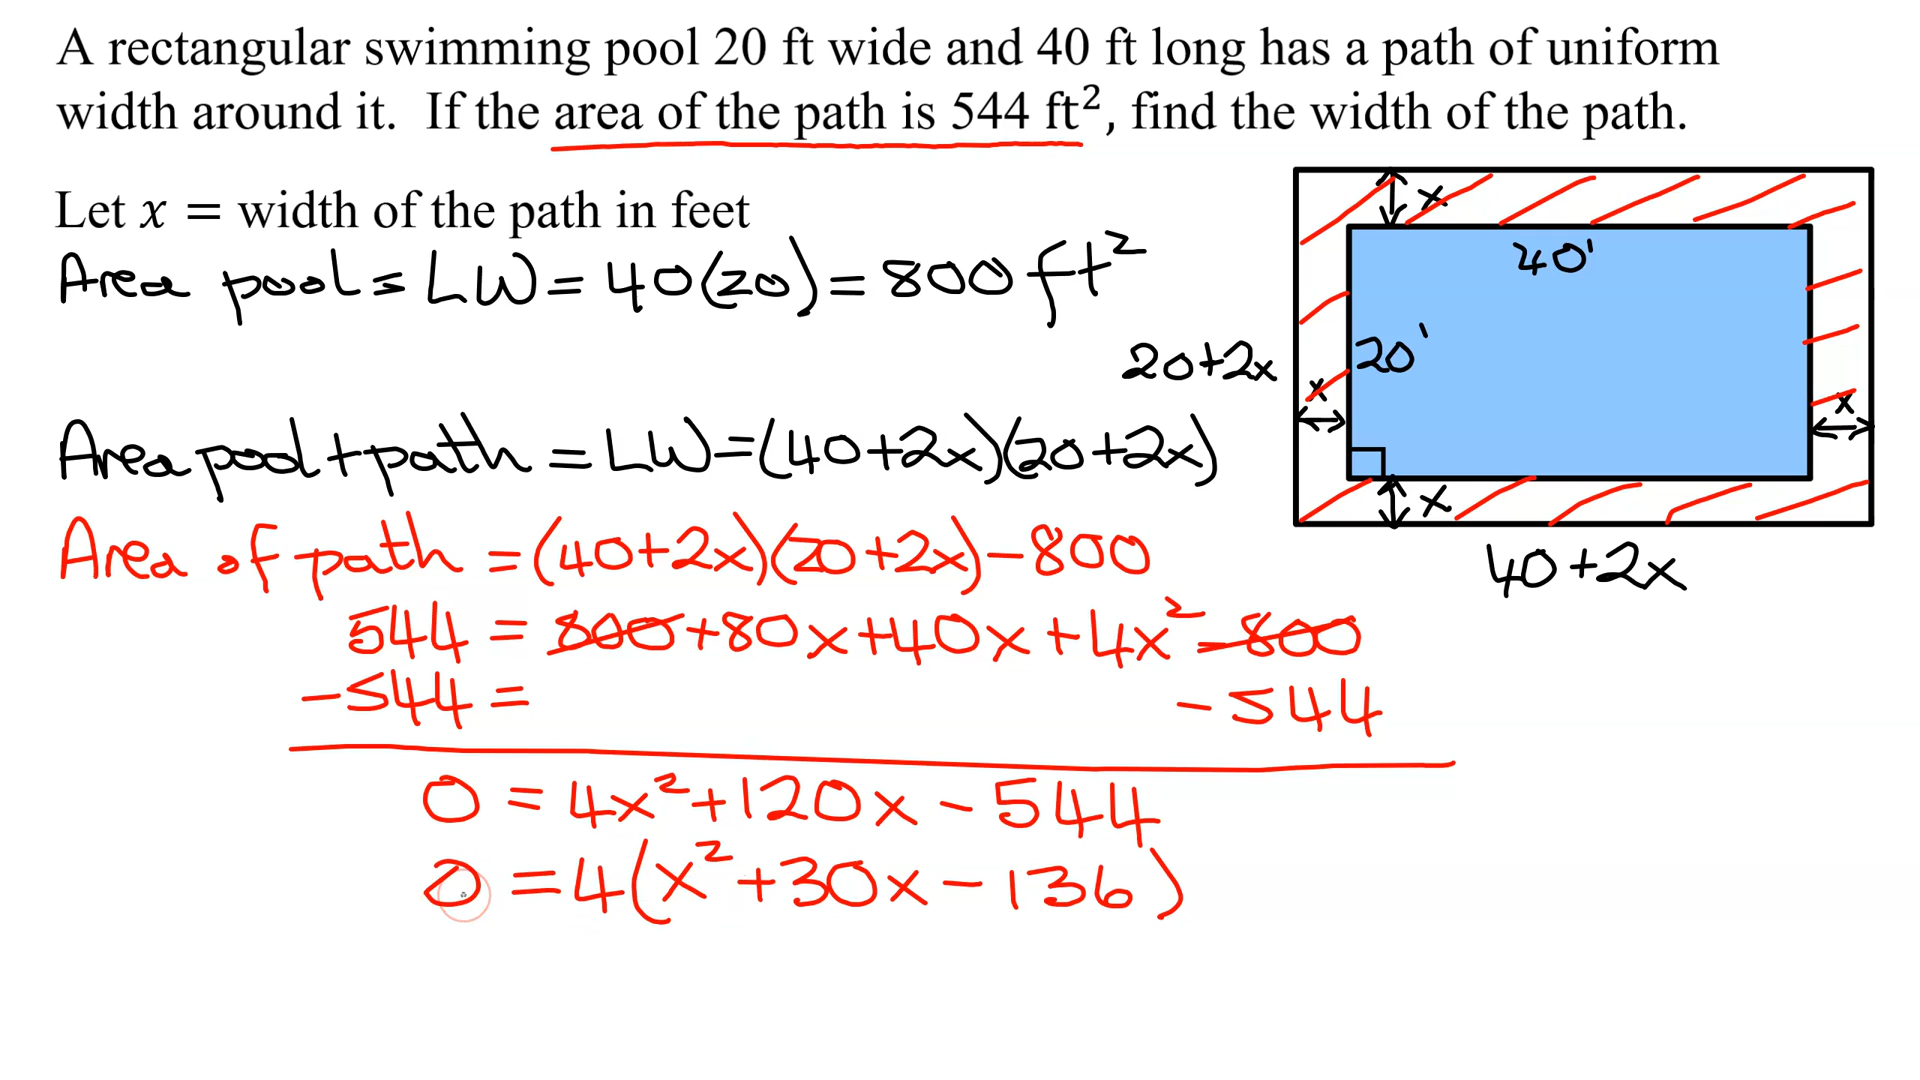 A rectangular swimming pool 20 ft wide and 40 ft long has a path of uniform
width around it. If the area of the path is 544 ft², find the width of the path.
Let x = width of the path in feet
Area pool = LW = 40(20) = 800 ft²
Area pool + path = LW = (40+2x)(20+2x)
Area of path = (40+2x)(20+2x) - 800
544 = 800 + 80x + 40x + 4x² - 800
-544 = - 544
0 = 4x² + 120x - 544
0 = 4(x² + 30x - 136)
x
40'
20+2x
20'
x
x
x
40+2x